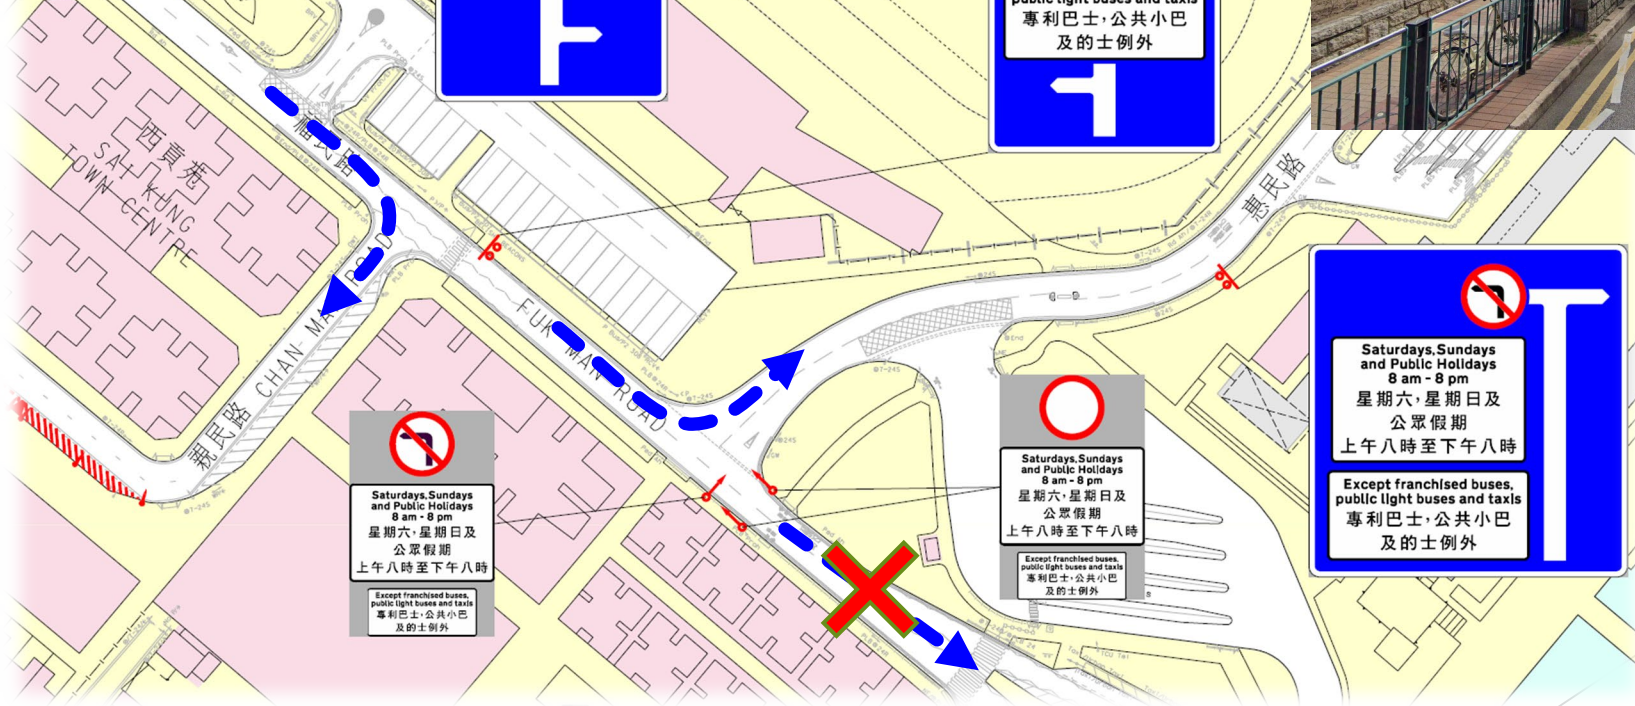 public light buses and taxis
專利巴士，公共小巴
及的士例外
福民路
西貢苑
SAI KUNG
TOWN CENTRE
惠民路
FUK MAN ROAD
親民路 CHAN MAN ROAD
Saturdays,Sundays
and Public Holidays
8 am - 8 pm
星期六，星期日及
公眾假期
上午八時至下午八時
Except franchised buses,
public light buses and taxis
專利巴士，公共小巴
及的士例外
Saturdays,Sundays
and Public Holidays
8 am - 8 pm
星期六，星期日及
公眾假期
上午八時至下午八時
Except franchised buses,
public light buses and taxis
專利巴士，公共小巴
及的士例外
Saturdays,Sundays
and Public Holidays
8 am - 8 pm
星期六，星期日及
公眾假期
上午八時至下午八時
Except franchised buses,
public light buses and taxis
專利巴士，公共小巴
及的士例外